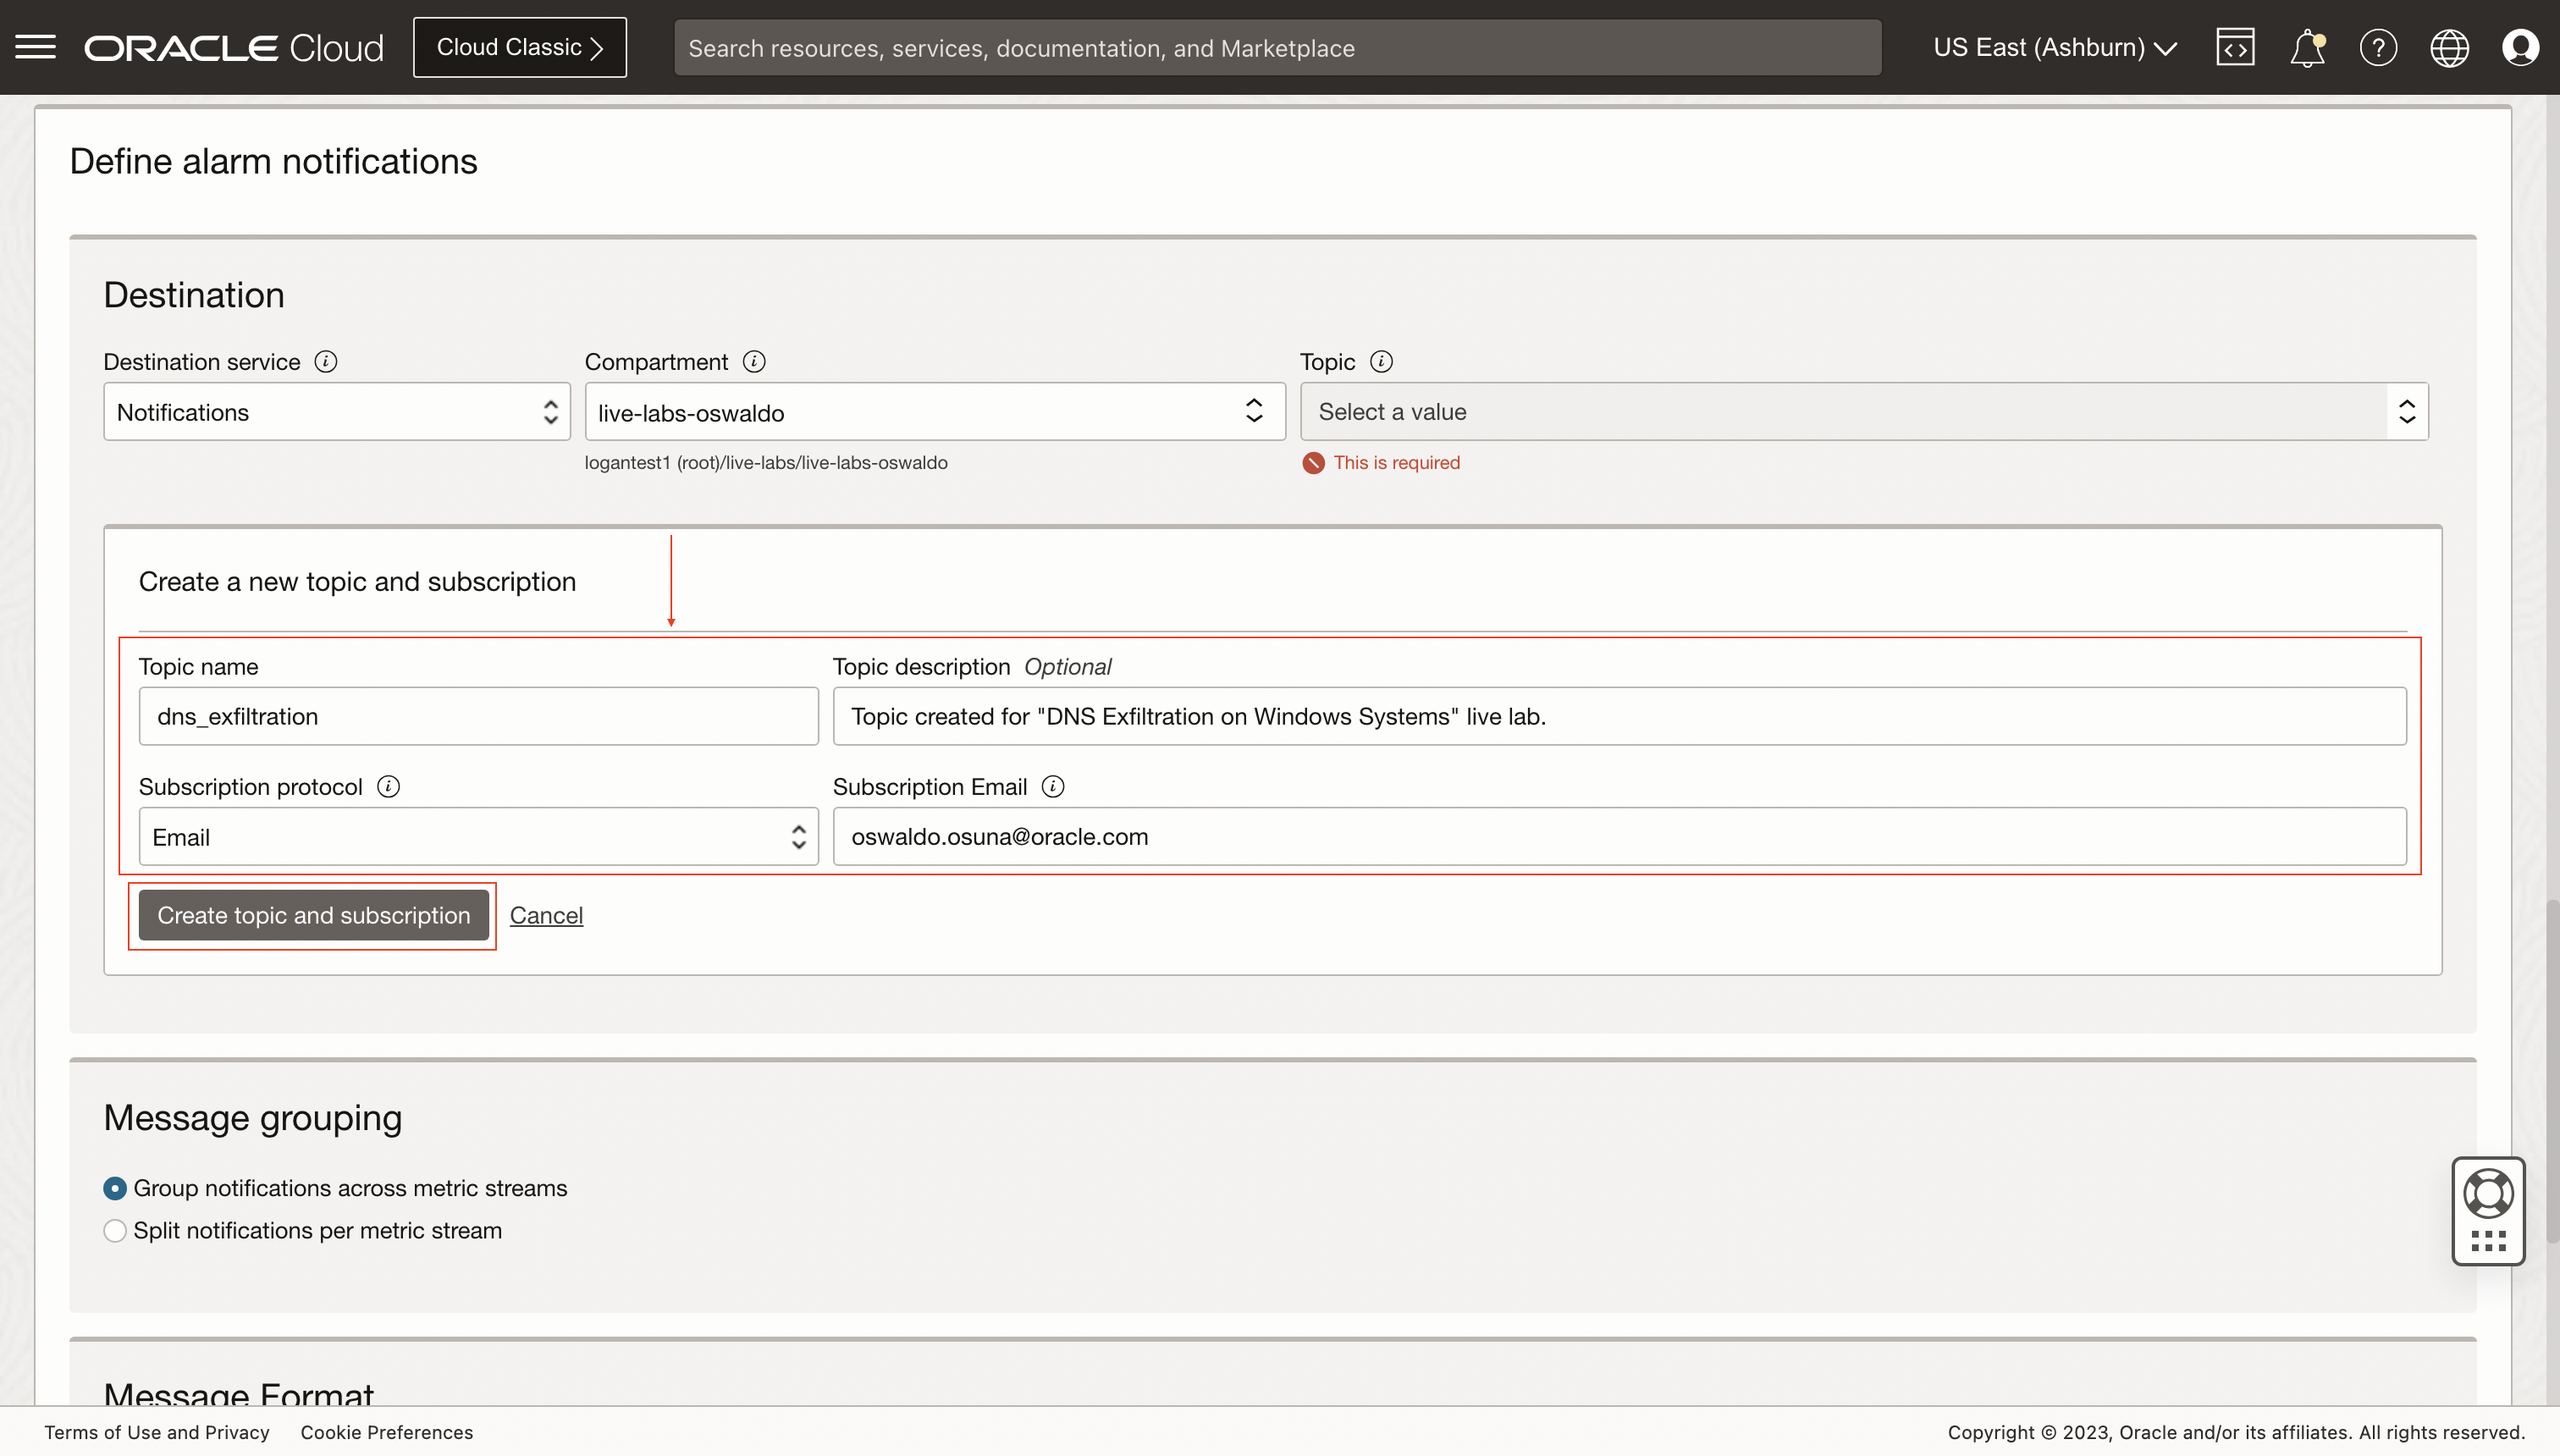 ORACLE Cloud
Cloud Classic
Search resources, services, documentation, and Marketplace
US East (Ashburn)
Define alarm notifications
Destination
Destination service
Compartment
Topic
Notifications
live-labs-oswaldo
Select a value
logantest1 (root)/live-labs/live-labs-oswaldo
This is required
Create a new topic and subscription
Topic name
Topic description Optional
dns_exfiltration
Topic created for "DNS Exfiltration on Windows Systems" live lab.
Subscription protocol
Subscription Email
Email
oswaldo.osuna@oracle.com
Create topic and subscription
Cancel
Message grouping
Group notifications across metric streams
Split notifications per metric stream
Message Format
Terms of Use and Privacy
Cookie Preferences
Copyright © 2023, Oracle and/or its affiliates. All rights reserved.